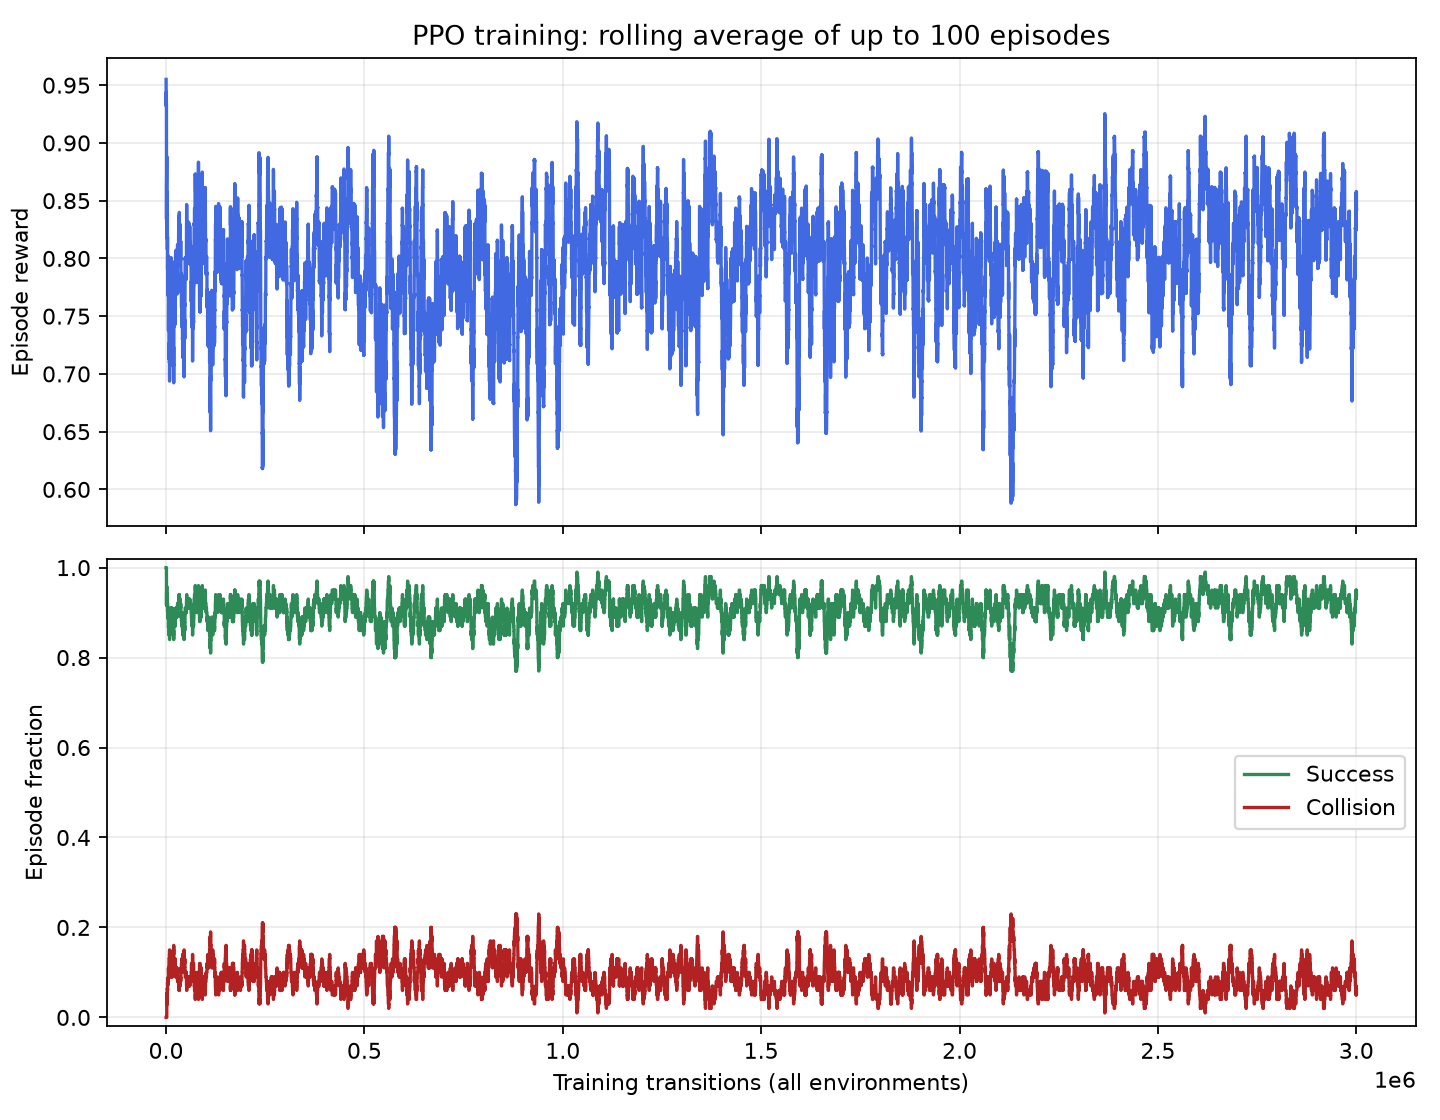 PPO training: rolling average of up to 100 episodes
Episode reward
0.95
0.90
0.85
0.80
0.75
0.70
0.65
0.60
Episode fraction
1.0
0.8
0.6
0.4
0.2
0.0
Success
Collision
0.0 0.5 1.0 1.5 2.0 2.5 3.0
Training transitions (all environments)
1e6